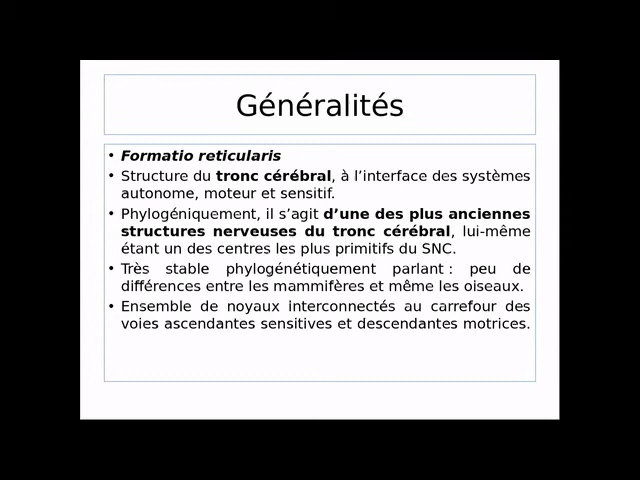 Généralités
• Formatio reticularis
• Structure du tronc cérébral, à l’interface des systèmes
autonome, moteur et sensitif.
• Phylogéniquement, il s’agit d’une des plus anciennes
structures nerveuses du tronc cérébral, lui-même
étant un des centres les plus primitifs du SNC.
• Très stable phylogénétiquement parlant : peu de
différences entre les mammifères et même les oiseaux.
• Ensemble de noyaux interconnectés au carrefour des
voies ascendantes sensitives et descendantes motrices.